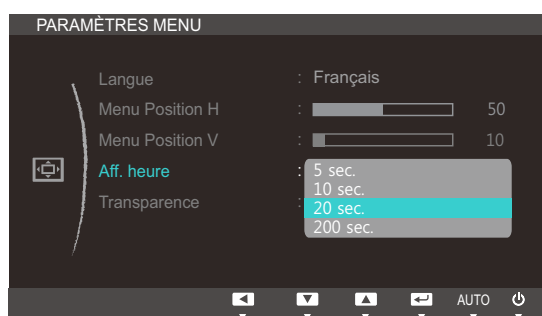 PARAMÈTRES MENU
Langue : Français
Menu Position H : 50
Menu Position V : 10
Aff. heure : 5 sec.
10 sec.
Transparence : 20 sec.
200 sec.
AUTO